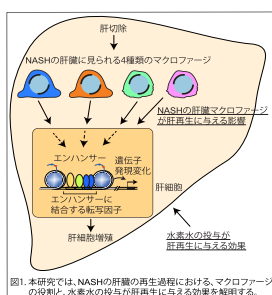 肝切除
NASHの肝臓に見られる4種類のマクロファージ
NASHの肝臓マクロファージ
が肝再生に与える影響
エンハンサー
遺伝子
発現変化
エンハンサーに
結合する転写因子
肝細胞
肝細胞増殖
水素水の投与が
肝再生に与える効果
図1. 本研究では、NASHの肝臓の再生過程における、マクロファージ
の役割と、水素水の投与が肝再生に与える効果を解明する。